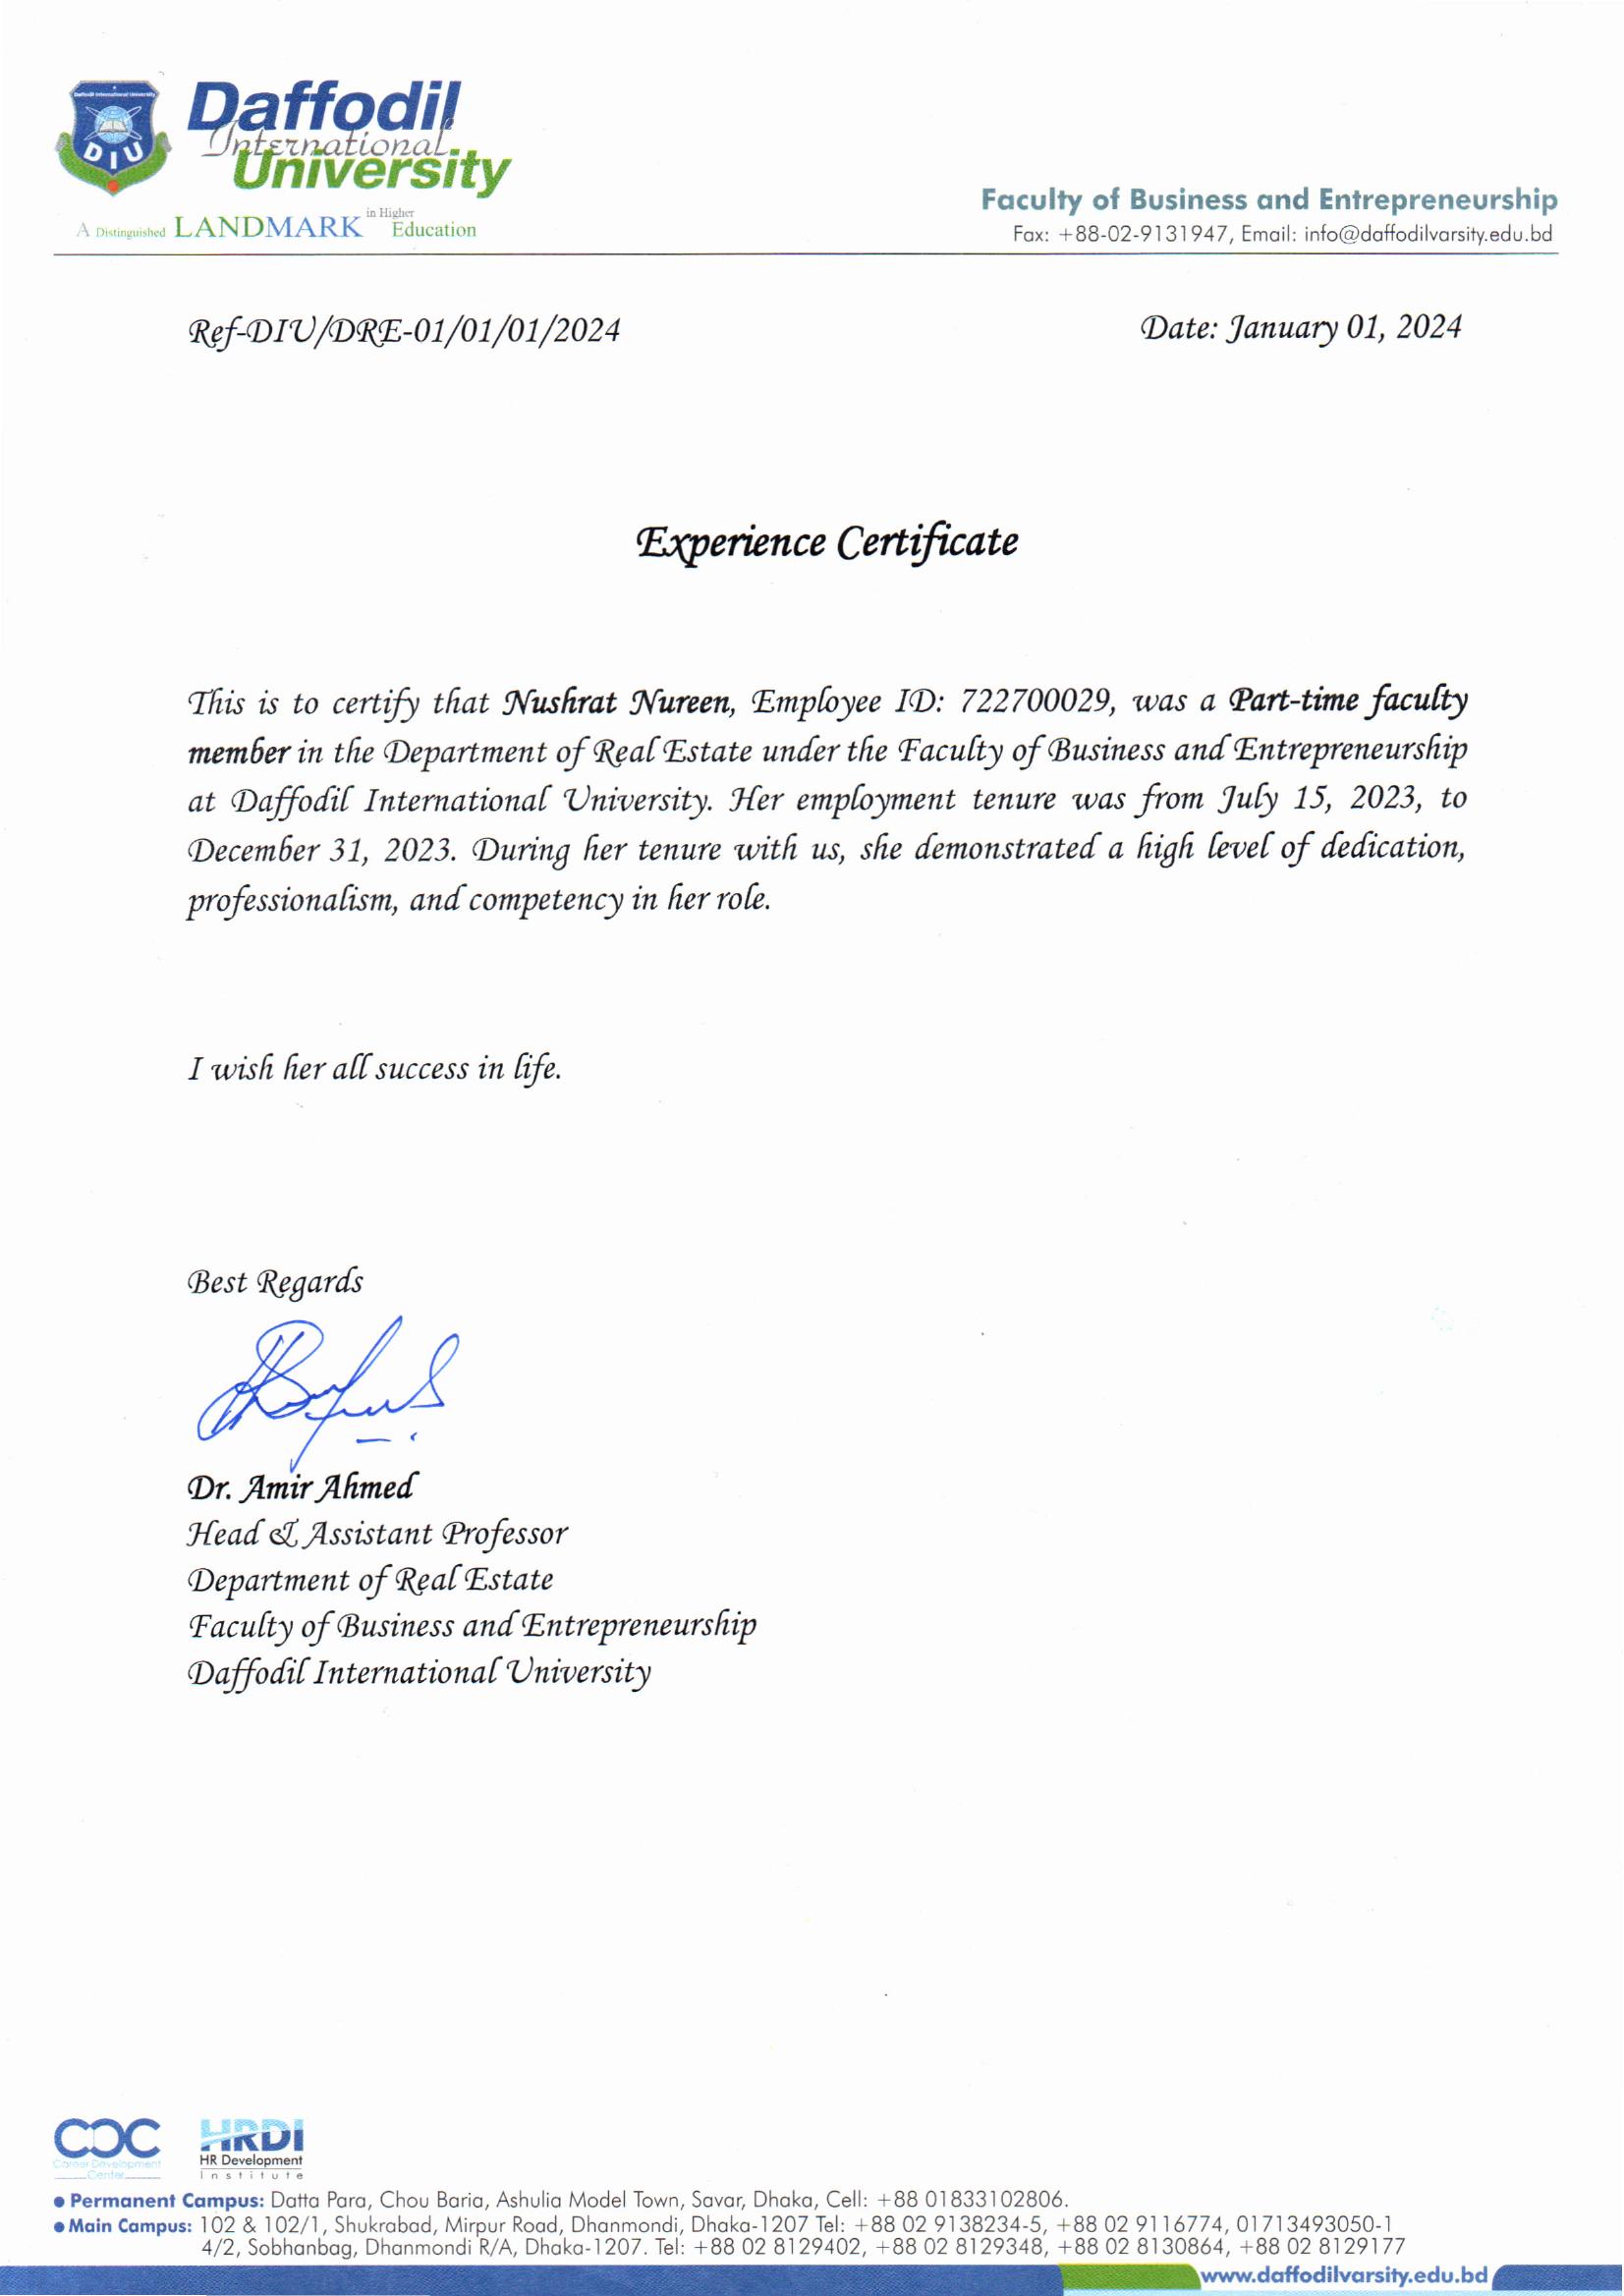 Daffodil International University
DIU
Daffodil
International
University
A Distinguished LANDMARK in Higher Education
Faculty of Business and Entrepreneurship
Fax: +88-02-9131947, Email: info@daffodilvarsity.edu.bd
Ref-DIU/DRE-01/01/01/2024
Date: January 01, 2024
Experience Certificate
This is to certify that Nushrat Nureen, Employee ID: 722700029, was a Part-time faculty
member in the Department of Real Estate under the Faculty of Business and Entrepreneurship
at Daffodil International University. Her employment tenure was from July 15, 2023, to
December 31, 2023. During her tenure with us, she demonstrated a high level of dedication,
professionalism, and competency in her role.
I wish her all success in life.
Best Regards
Dr. Amir Ahmed
Head & Assistant Professor
Department of Real Estate
Faculty of Business and Entrepreneurship
Daffodil International University
CDC
Career Development
Center
HRDI
HR Development
Institute
● Permanent Campus: Datta Para, Chou Baria, Ashulia Model Town, Savar, Dhaka, Cell: +88 01833102806.
● Main Campus: 102 & 102/1, Shukrabad, Mirpur Road, Dhanmondi, Dhaka-1207 Tel: +88 02 9138234-5, +88 02 9116774, 01713493050-1
4/2, Sobhanbag, Dhanmondi R/A, Dhaka-1207. Tel: +88 02 8129402, +88 02 8129348, +88 02 8130864, +88 02 8129177
www.daffodilvarsity.edu.bd